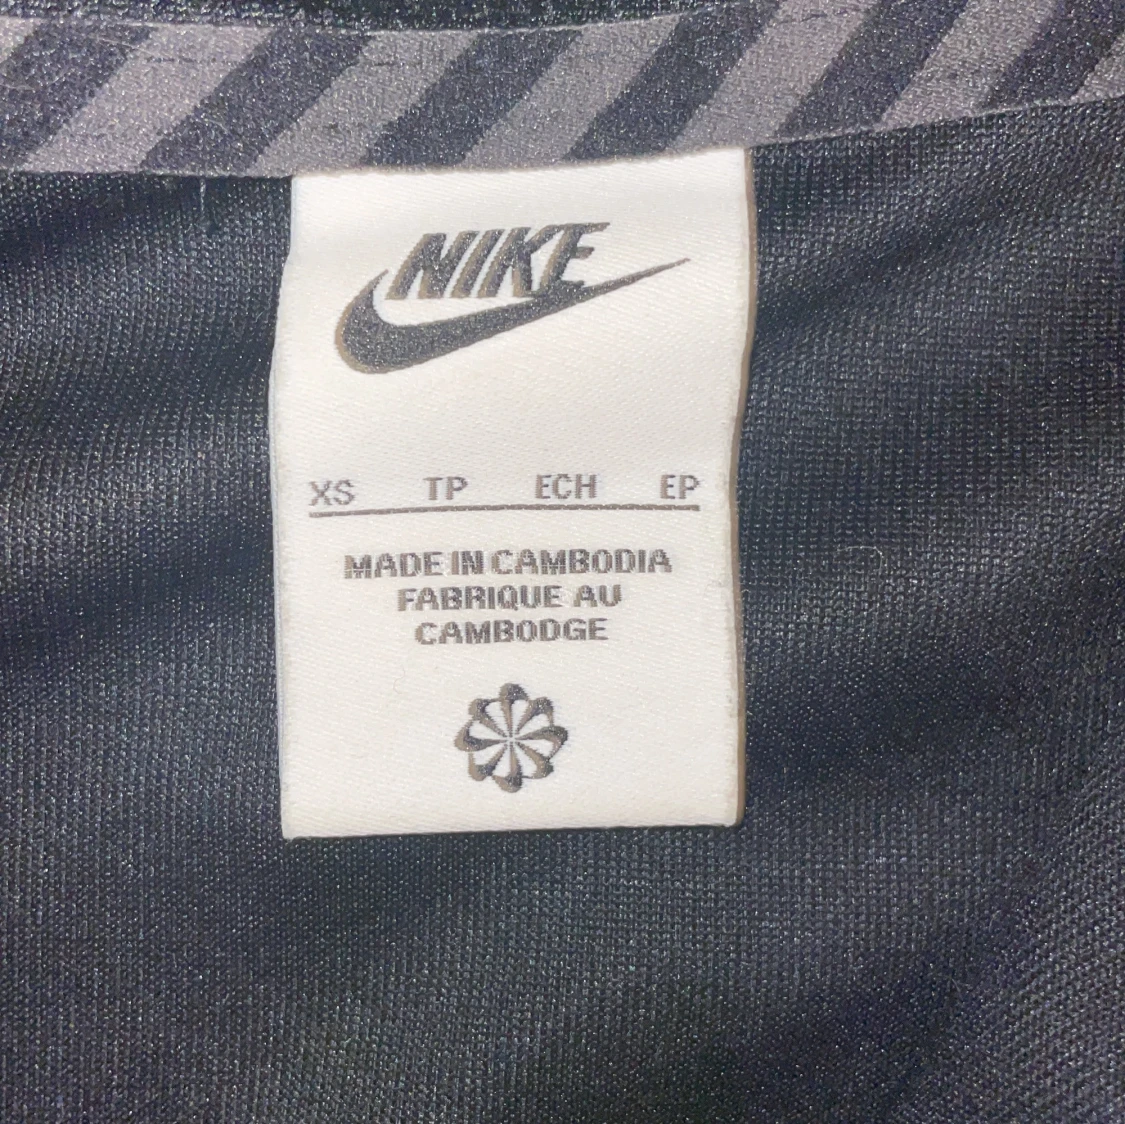 NIKE
XS TP ECH EP
MADE IN CAMBODIA
FABRIQUE AU
CAMBODGE